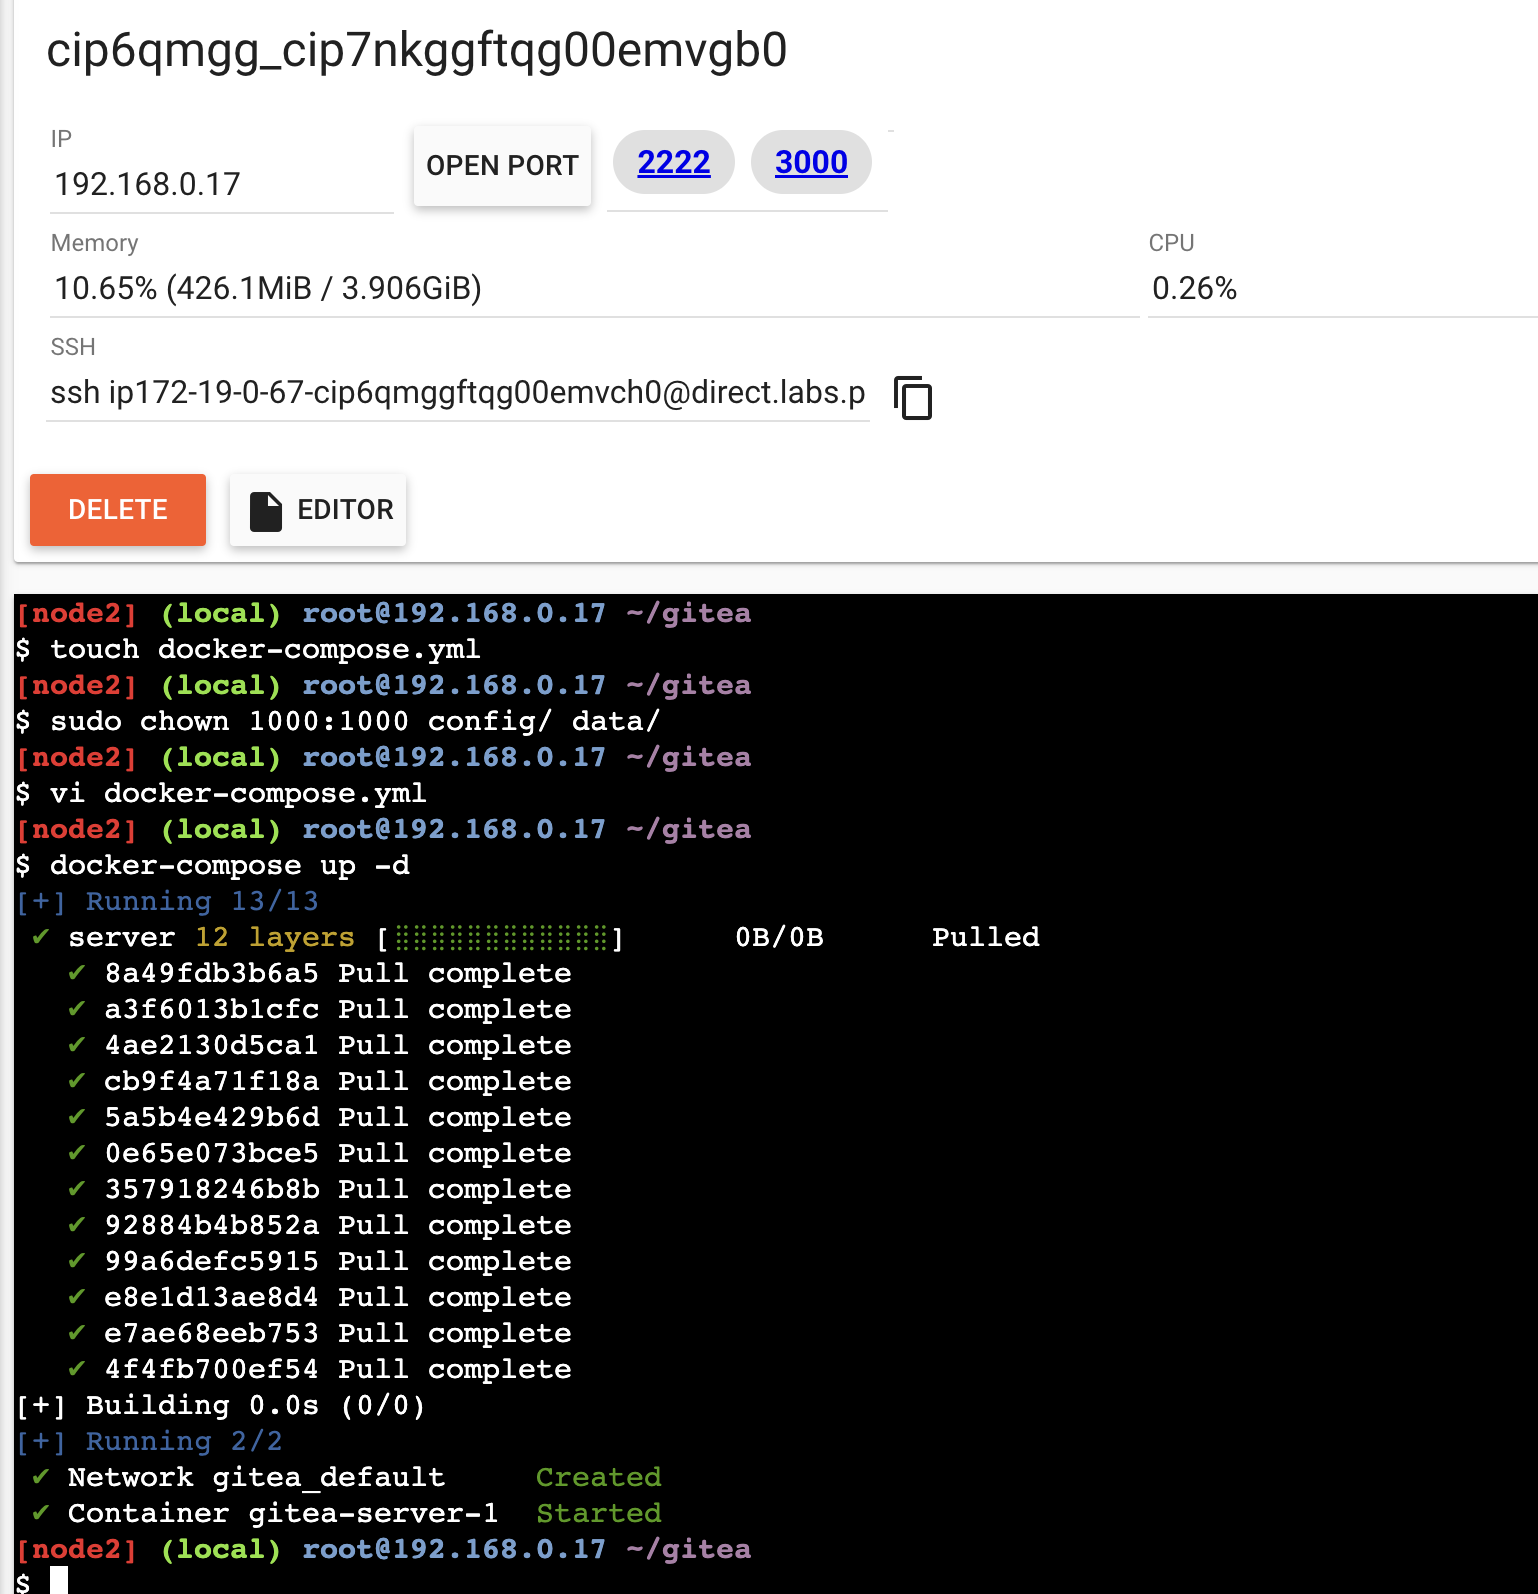 cip6qmgg_cip7nkggftqg00emvgb0
IP
192.168.0.17
OPEN PORT
2222
3000
Memory
10.65% (426.1MiB / 3.906GiB)
CPU
0.26%
SSH
ssh ip172-19-0-67-cip6qmggftqg00emvch0@direct.labs.p
DELETE
EDITOR
[node2] (local) root@192.168.0.17 ~/gitea
$ touch docker-compose.yml
[node2] (local) root@192.168.0.17 ~/gitea
$ sudo chown 1000:1000 config/ data/
[node2] (local) root@192.168.0.17 ~/gitea
$ vi docker-compose.yml
[node2] (local) root@192.168.0.17 ~/gitea
$ docker-compose up -d
[+] Running 13/13
✔ server 12 layers [⣿⣿⣿⣿⣿⣿⣿⣿⣿⣿⣿⣿] 0B/0B Pulled
✔ 8a49fdb3b6a5 Pull complete
✔ a3f6013b1cfc Pull complete
✔ 4ae2130d5ca1 Pull complete
✔ cb9f4a71f18a Pull complete
✔ 5a5b4e429b6d Pull complete
✔ 0e65e073bce5 Pull complete
✔ 357918246b8b Pull complete
✔ 92884b4b852a Pull complete
✔ 99a6defc5915 Pull complete
✔ e8e1d13ae8d4 Pull complete
✔ e7ae68eeb753 Pull complete
✔ 4f4fb700ef54 Pull complete
[+] Building 0.0s (0/0)
[+] Running 2/2
✔ Network gitea_default Created
✔ Container gitea-server-1 Started
[node2] (local) root@192.168.0.17 ~/gitea
$